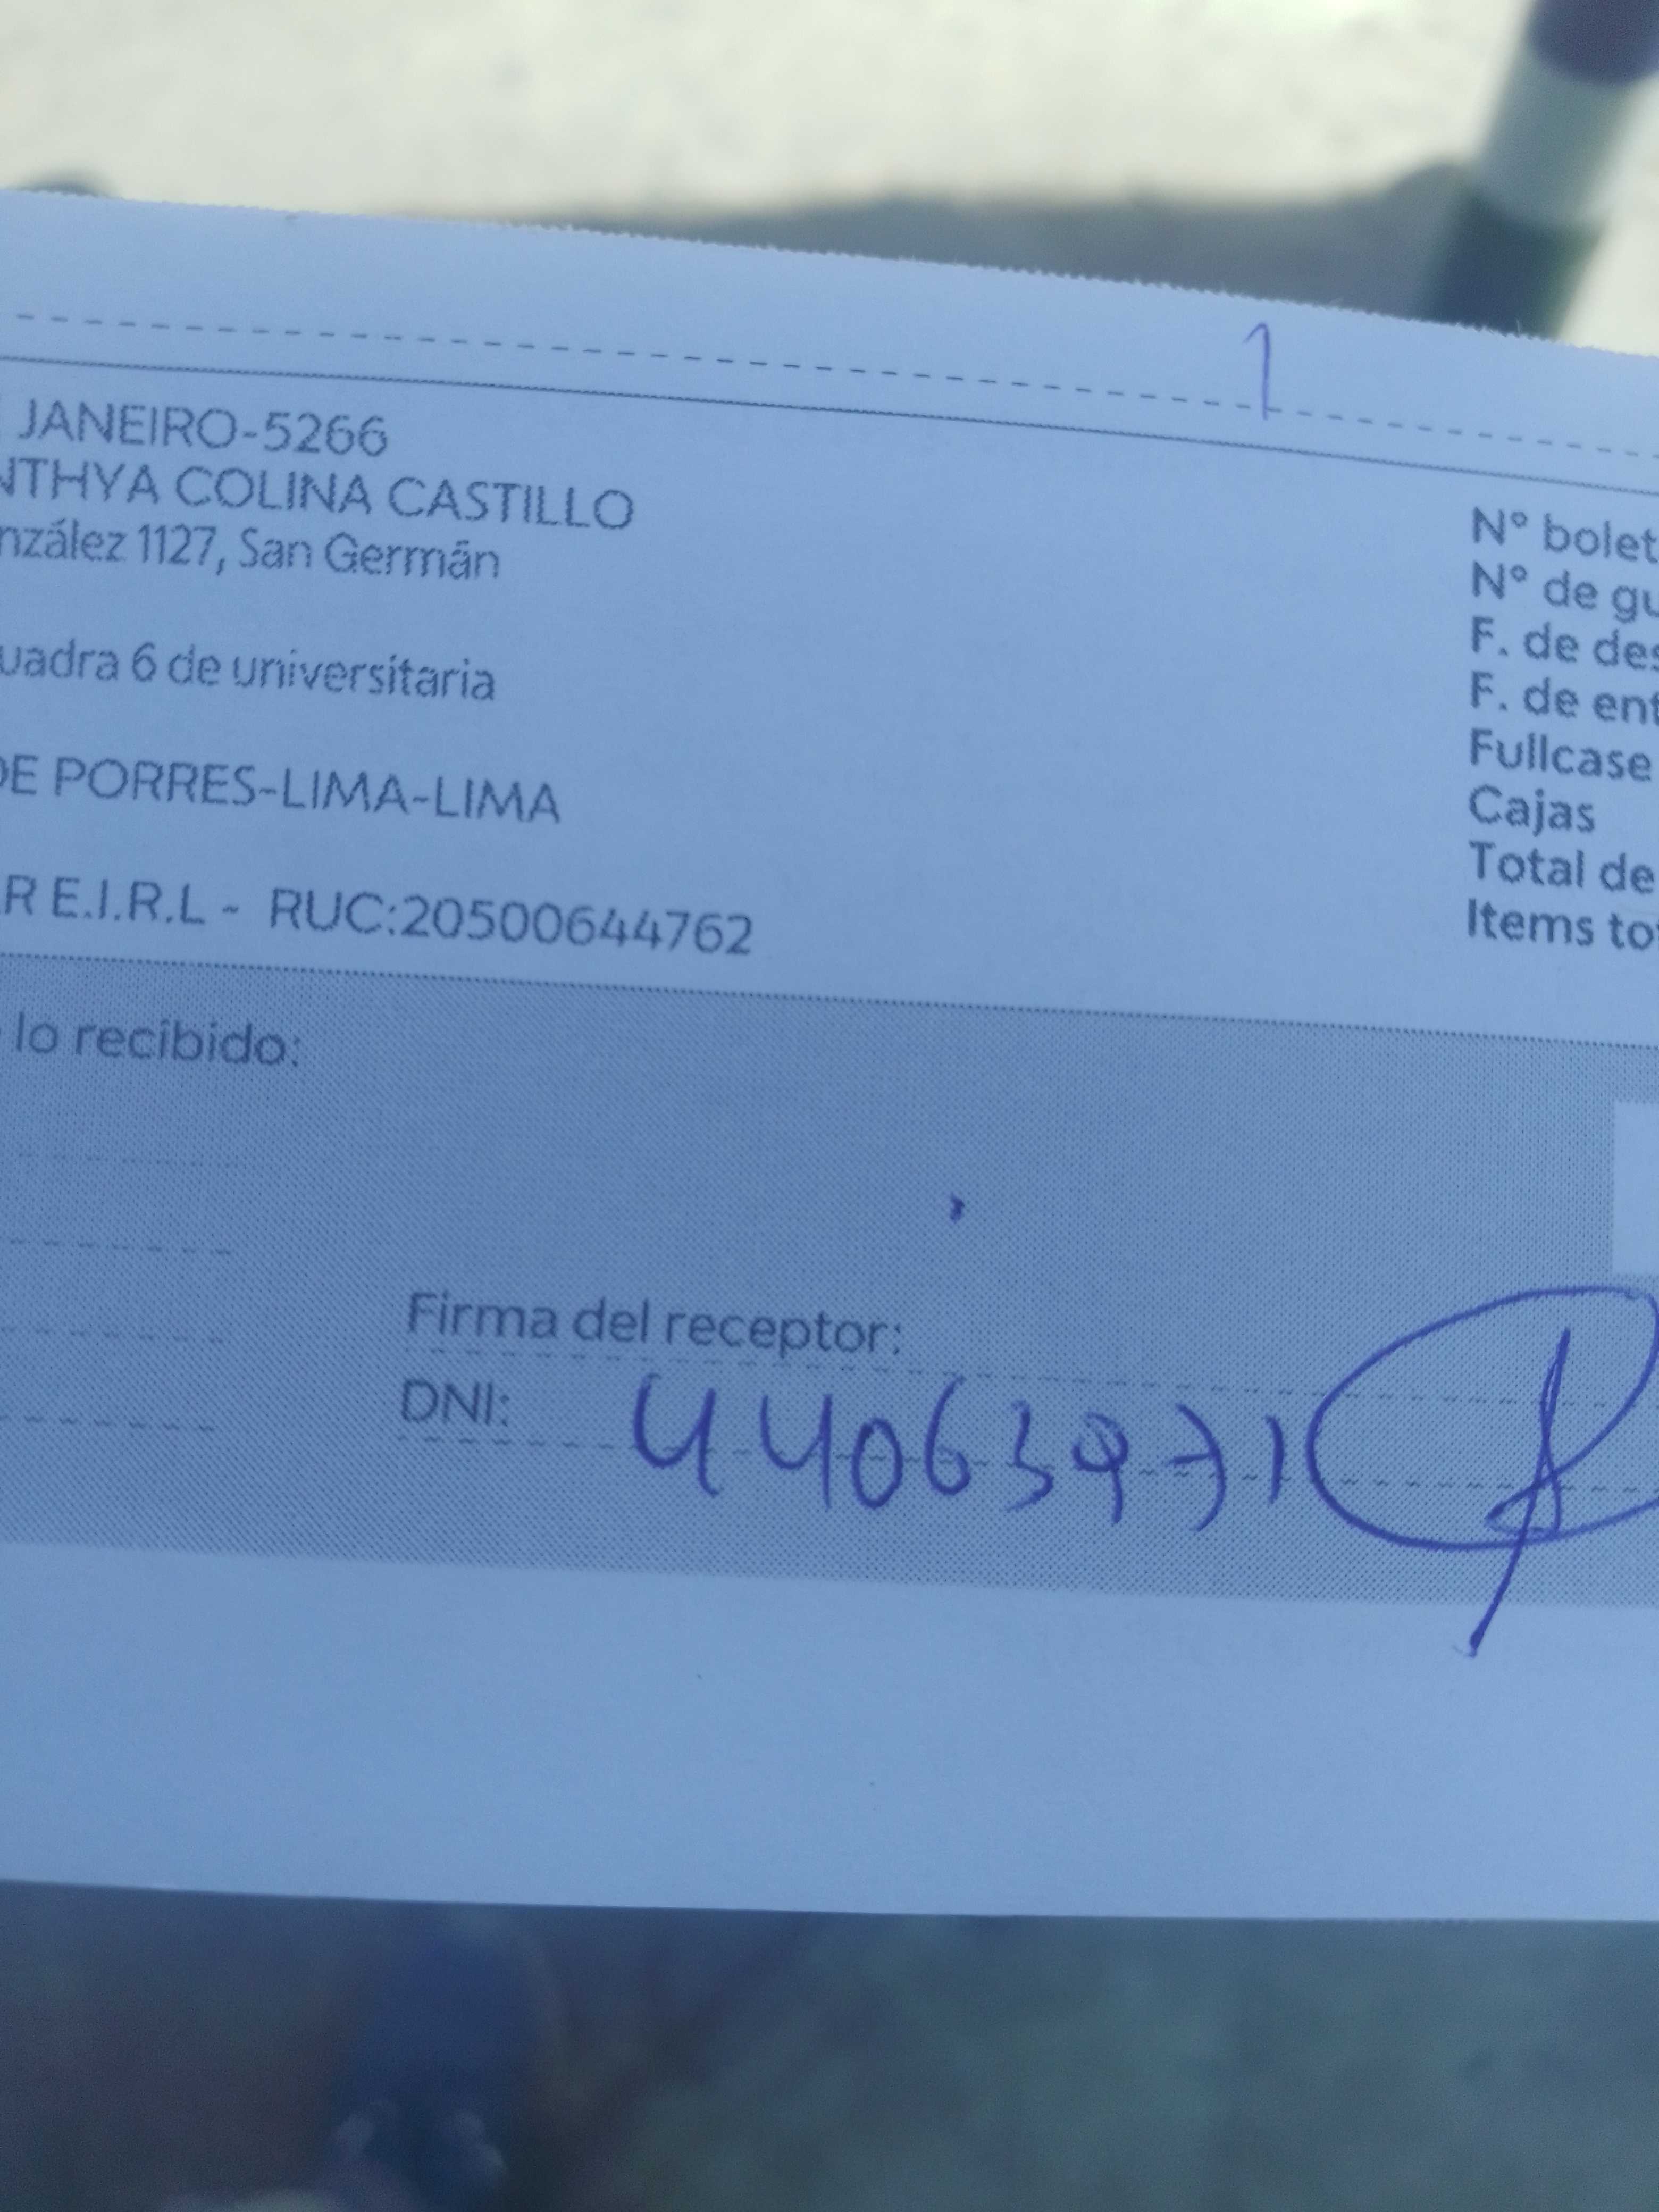 1
E JANEIRO-5266
NTHYA COLINA CASTILLO
nzález 1127, San Germán
uadra 6 de universitaria
DE PORRES-LIMA-LIMA
R E.I.R.L - RUC:20500644762
N° bolet
N° de gu
F. de des
F. de ent
Fullcase
Cajas
Total de
Items tot
lo recibido:
Firma del receptor:
DNI: 44063971